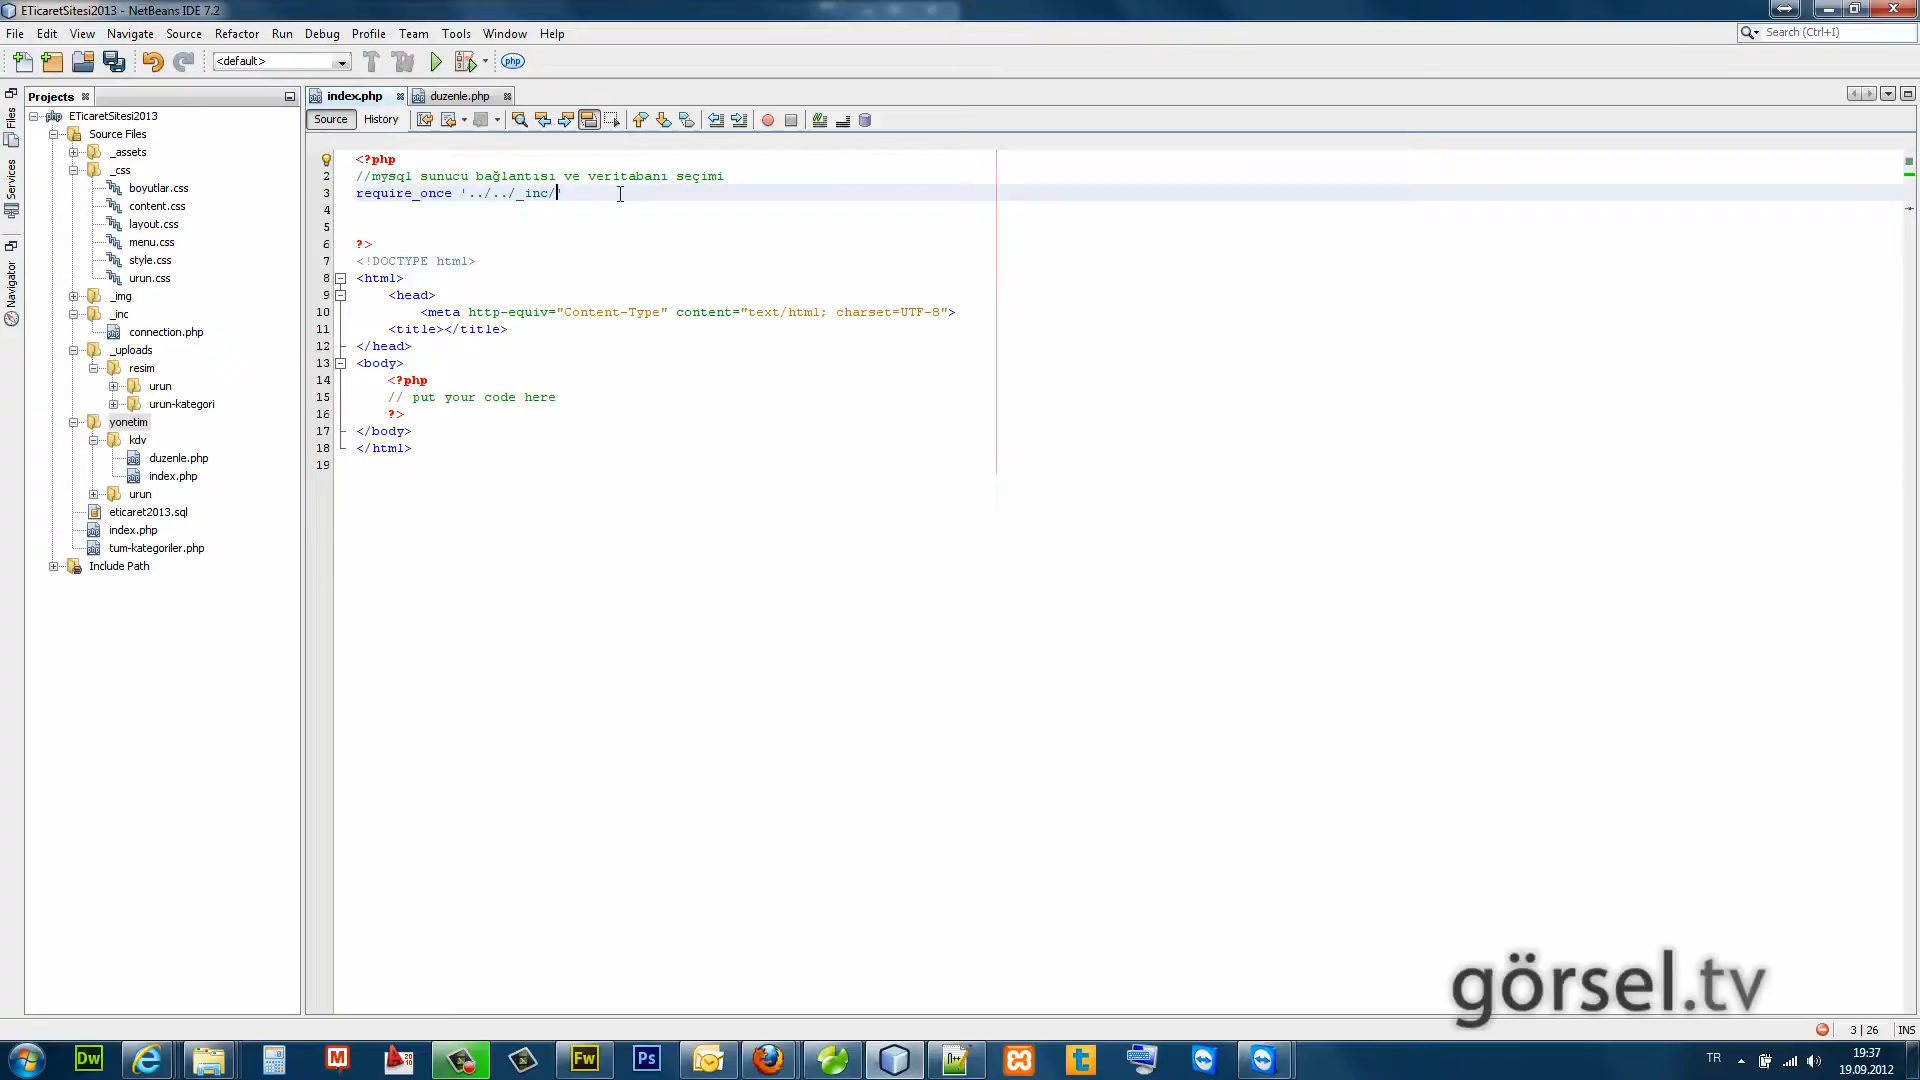 ETicaretSitesi2013 - NetBeans IDE 7.2
File Edit View Navigate Source Refactor Run Debug Profile Team Tools Window Help
Search (Ctrl+I)
<default>
php
Projects
index.php
duzenle.php
Files
Services
Navigator
ETicaretSitesi2013
Source Files
_assets
_css
boyutlar.css
content.css
layout.css
menu.css
style.css
urun.css
_img
_inc
connection.php
_uploads
resim
urun
urun-kategori
yonetim
kdv
duzenle.php
index.php
urun
eticaret2013.sql
index.php
tum-kategoriler.php
Include Path
Source History
<?php
2 //mysql sunucu bağlantısı ve veritabanı seçimi
3 require_once '../../_inc/'
4
5
6 ?>
7 <!DOCTYPE html>
8 <html>
9 <head>
10 <meta http-equiv="Content-Type" content="text/html; charset=UTF-8">
11 <title></title>
12 </head>
13 <body>
14 <?php
15 // put your code here
16 ?>
17 </body>
18 </html>
19
görsel.tv
3 | 26 INS
Dw
Fw
Ps
TR
19:37
19.09.2012